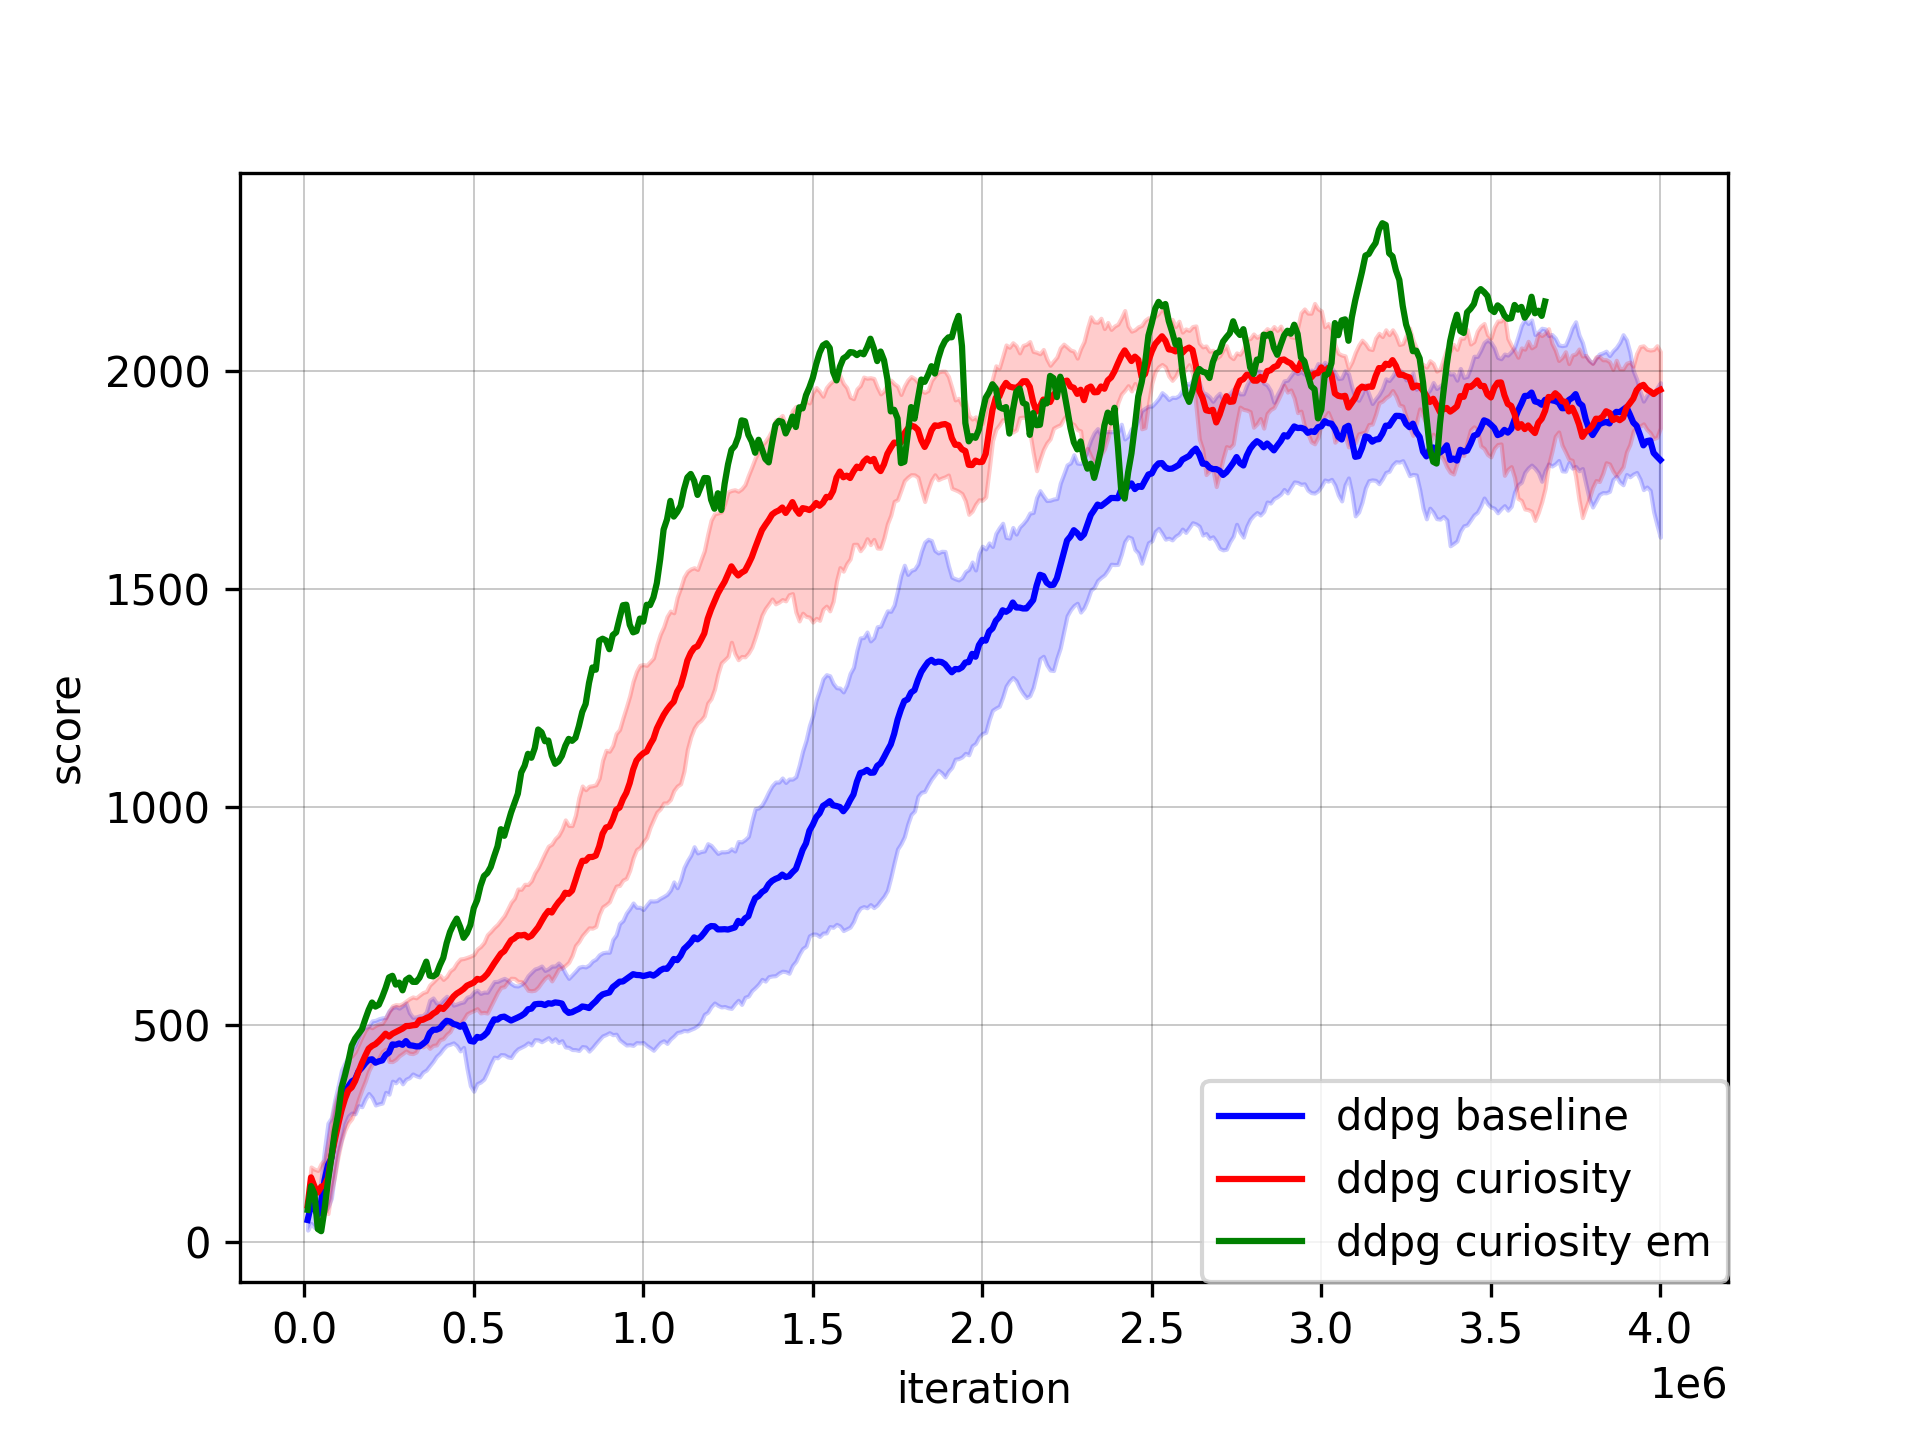 score
2000
1500
1000
500
0
0.0 0.5 1.0 1.5 2.0 2.5 3.0 3.5 4.0
1e6
iteration
ddpg baseline
ddpg curiosity
ddpg curiosity em